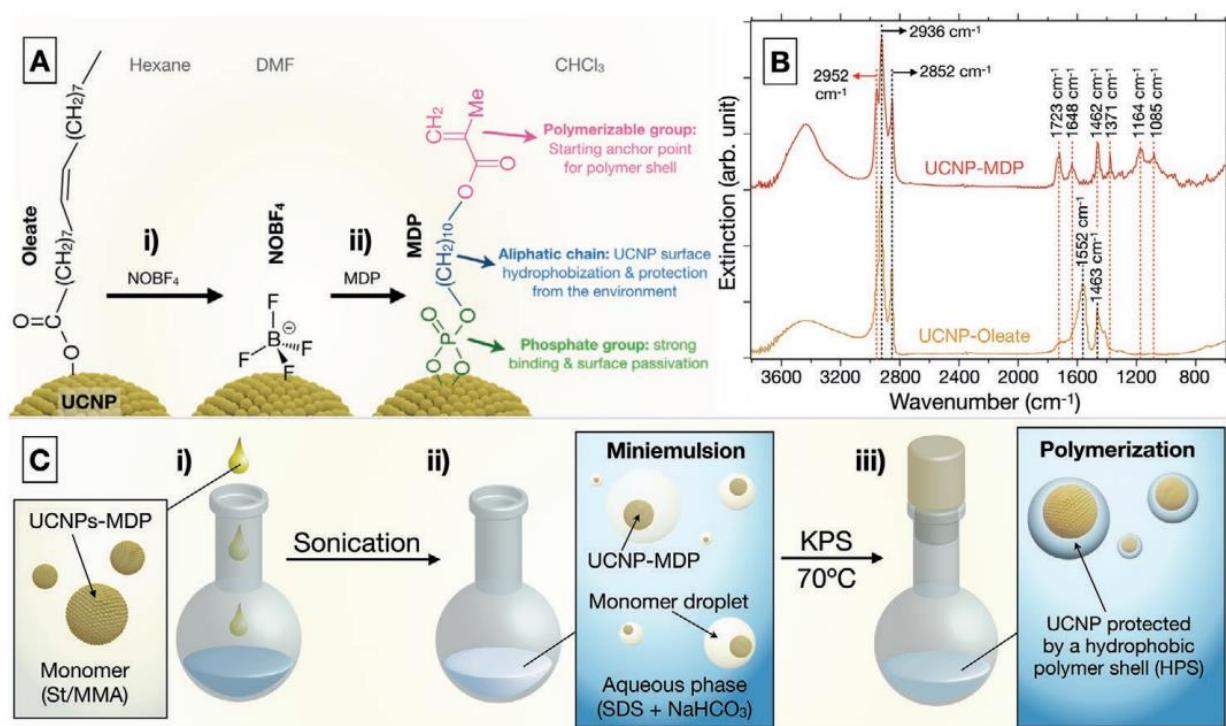 A
Hexane
DMF
CHCl₃
Oleate
(CH₂)₇
(CH₂)₇
O
C
O
UCNP
i)
NOBF₄
NOBF₄
F
B
F
F
F
ii)
MDP
MDP
CH₂
Me
O
O
(CH₂)₁₀
O
O
P
O
O
Polymerizable group:
Starting anchor point
for polymer shell
Aliphatic chain: UCNP surface
hydrophobization & protection
from the environment
Phosphate group: strong
binding & surface passivation
B
2936 cm⁻¹
2952
cm⁻¹
2852 cm⁻¹
1723 cm⁻¹
1648 cm⁻¹
1462 cm⁻¹
1371 cm⁻¹
1164 cm⁻¹
1085 cm⁻¹
UCNP-MDP
1552 cm⁻¹
1463 cm⁻¹
UCNP-Oleate
Extinction (arb. unit)
3600 2800 2000 1600 1200 800
Wavenumber (cm⁻¹)
C
i)
UCNPs-MDP
Monomer
(St/MMA)
Sonication
ii)
Miniemulsion
UCNP-MDP
Monomer droplet
Aqueous phase
(SDS + NaHCO₃)
KPS
70ºC
iii)
Polymerization
UCNP protected
by a hydrophobic
polymer shell (HPS)